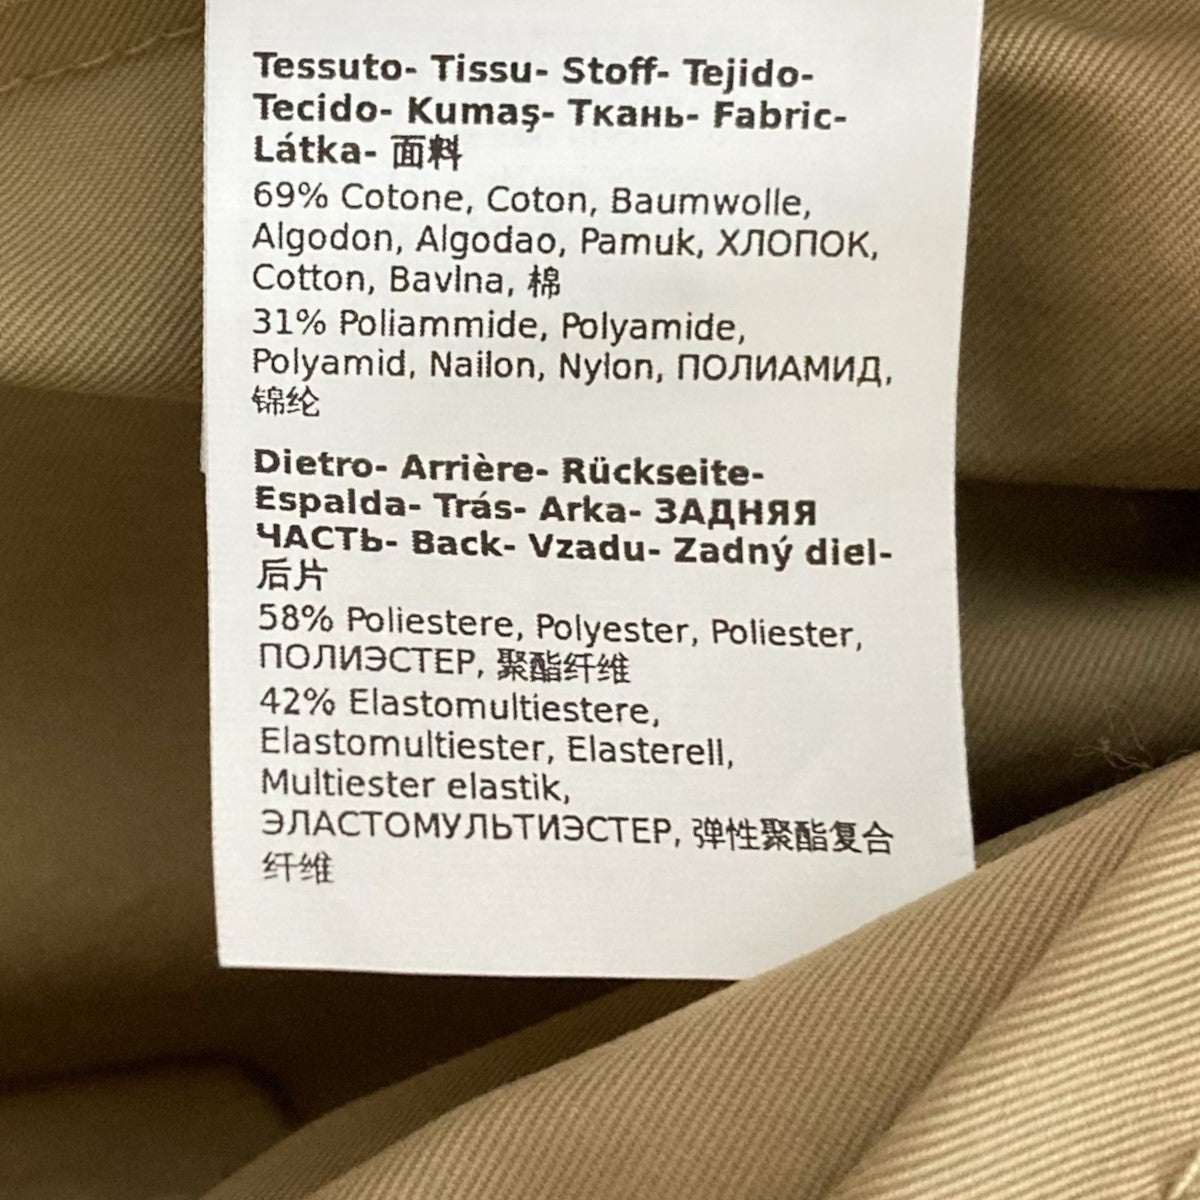 Tessuto- Tissu- Stoff- Tejido-
Tecido- Kumaş- Ткань- Fabric-
Látka- 面料
69% Cotone, Coton, Baumwolle,
Algodon, Algodao, Pamuk, ХЛОПОК,
Cotton, Bavlna, 棉
31% Poliammide, Polyamide,
Polyamid, Nailon, Nylon, ПОЛИАМИД,
锦纶
Dietro- Arrière- Rückseite-
Espalda- Trás- Arka- ЗАДНЯЯ
ЧАСТЬ- Back- Vzadu- Zadný diel-
后片
58% Poliestere, Polyester, Poliester,
ПОЛИЭСТЕР, 聚酯纤维
42% Elastomultiestere,
Elastomultiester, Elasterell,
Multiester elastik,
ЭЛАСТОМУЛЬТИЭСТЕР, 弹性聚酯复合
纤维